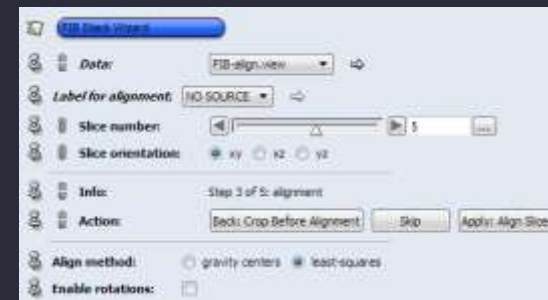 FIB Stack Wizard
Data: FIB-align.view
Label for alignment: NO SOURCE
Slice number: 5 ...
Slice orientation: xy xz yz
Info: Step 3 of 5: alignment
Action: Back: Crop Before Alignment Skip Apply: Align Slice
Align method: gravity centers least-squares
Enable rotations: